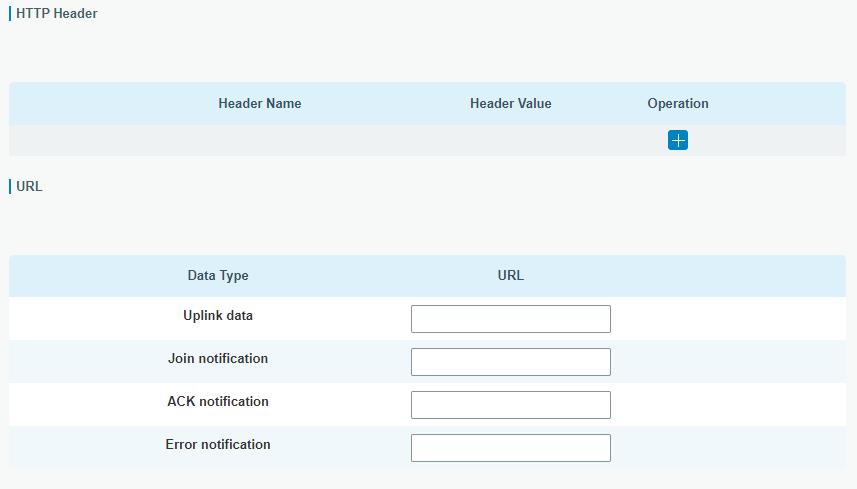 HTTP Header
Header Name Header Value Operation
URL
Data Type URL
Uplink data
Join notification
ACK notification
Error notification